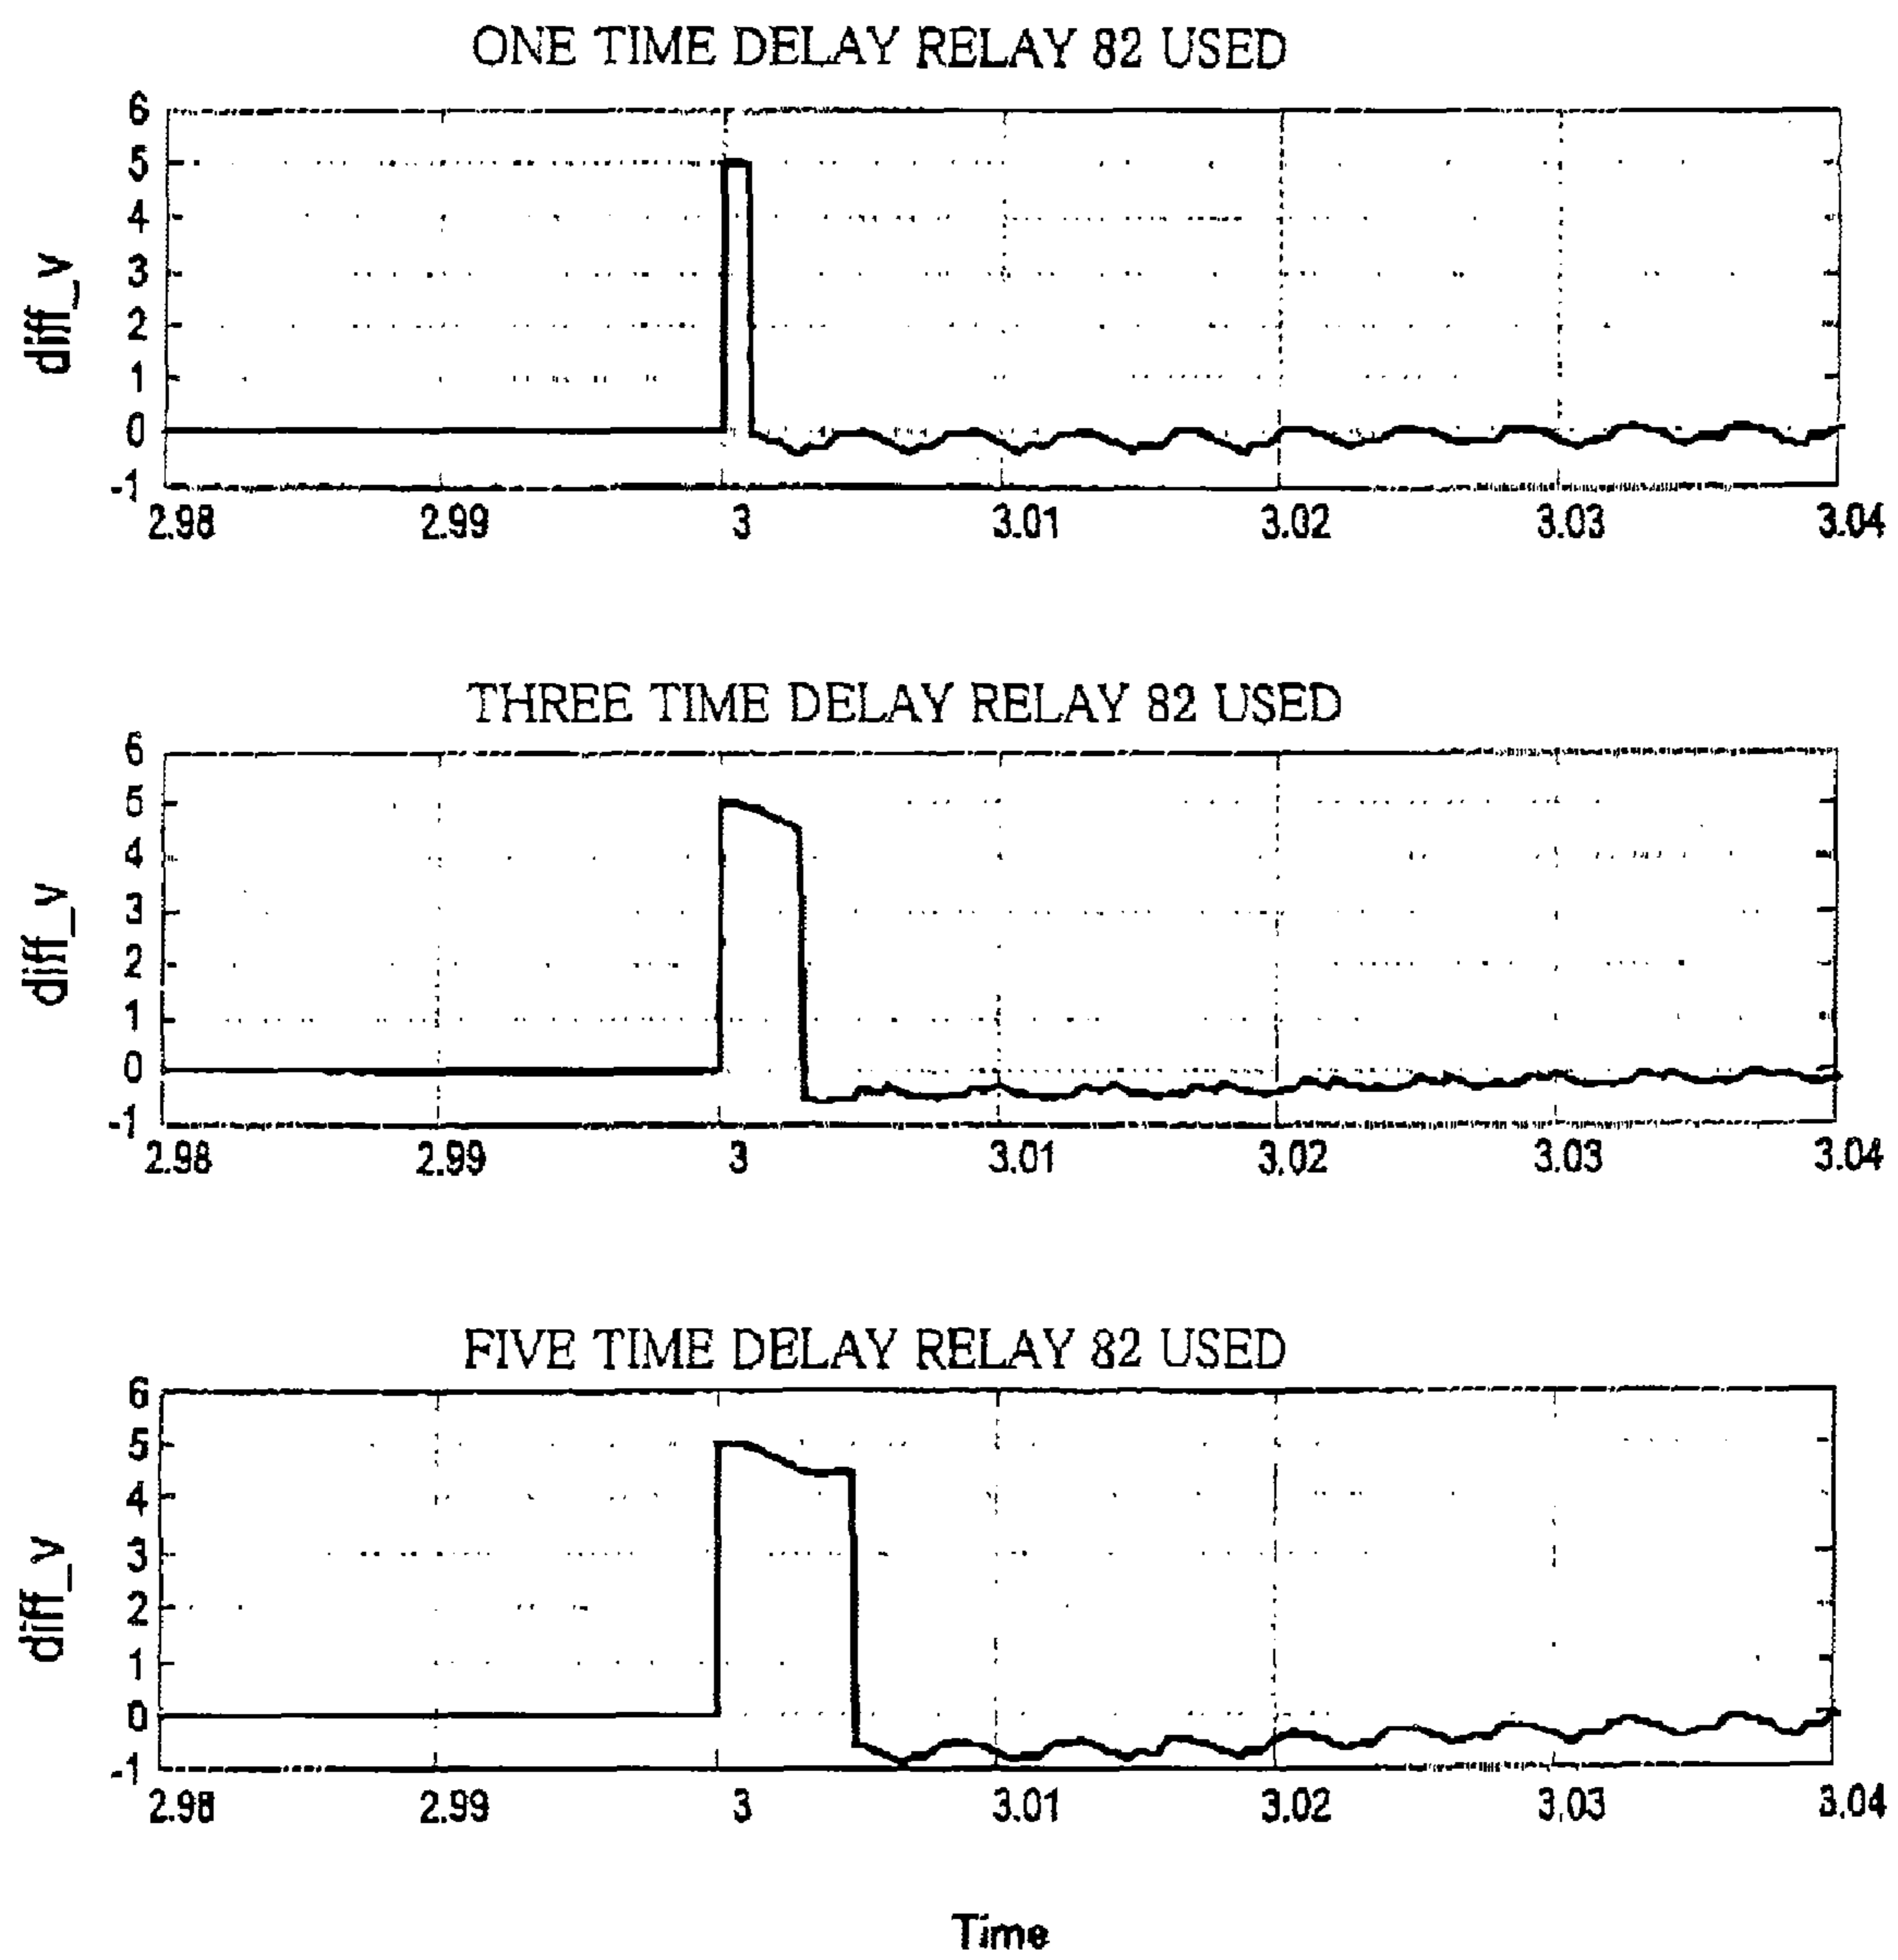 ONE TIME DELAY RELAY 82 USED
6
5
4
3
2
1
0
-1
diff_v
2.98 2.99 3 3.01 3.02 3.03 3.04
THREE TIME DELAY RELAY 82 USED
6
5
4
3
2
1
0
-1
diff_v
2.98 2.99 3 3.01 3.02 3.03 3.04
FIVE TIME DELAY RELAY 82 USED
6
5
4
3
2
1
0
-1
diff_v
2.98 2.99 3 3.01 3.02 3.03 3.04
Time